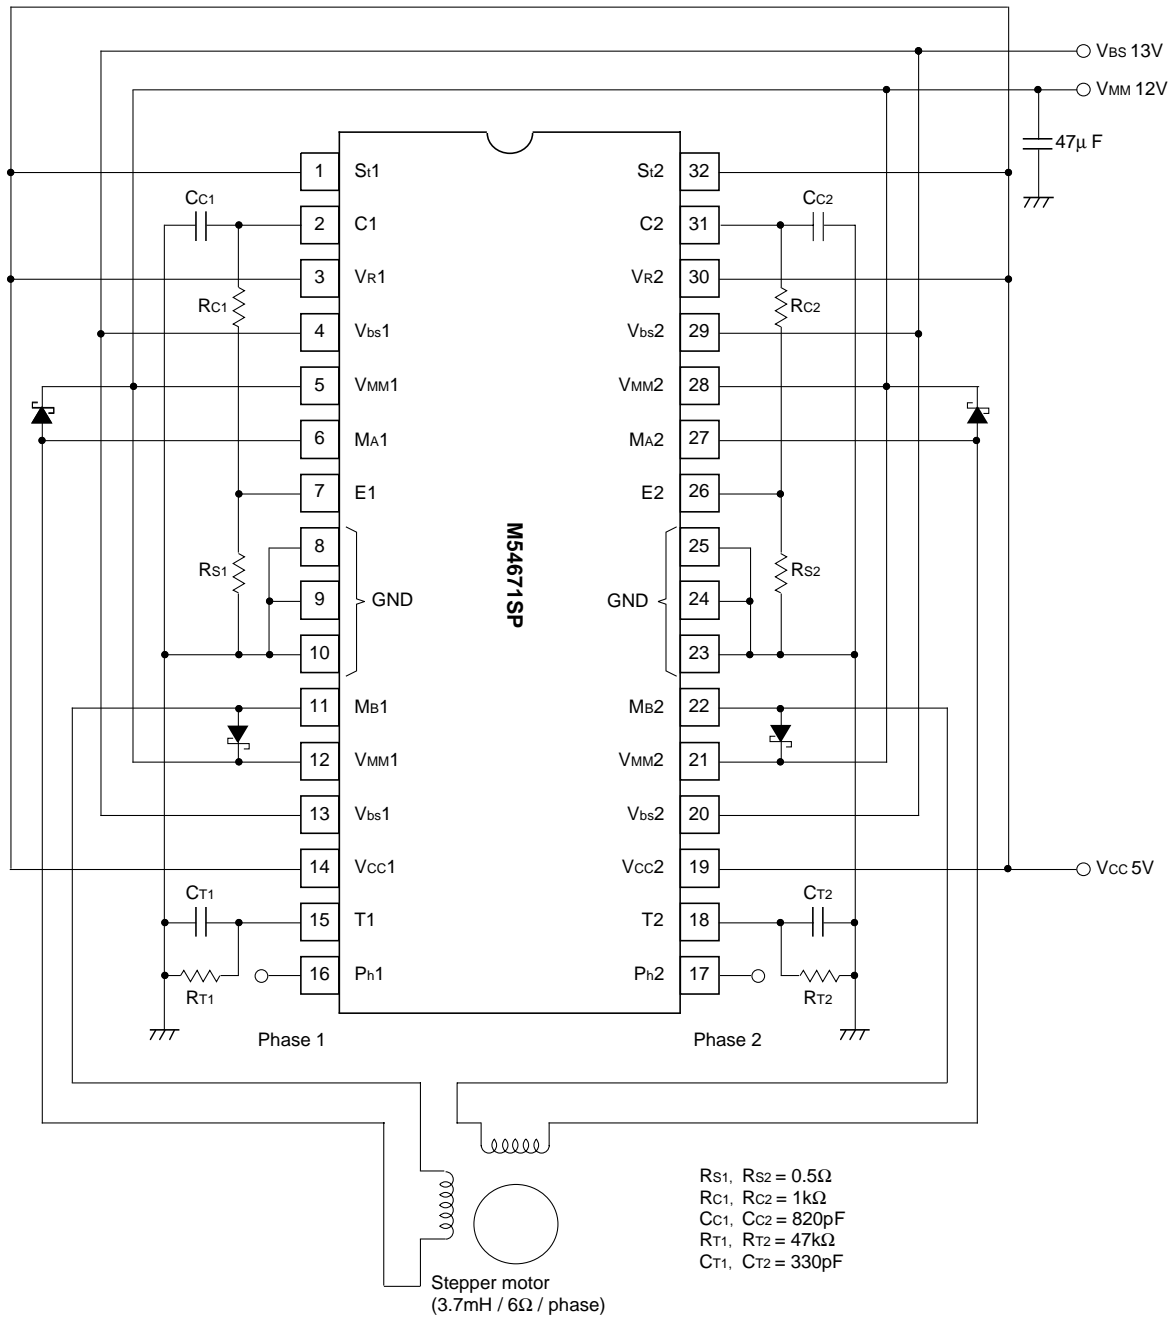 VBS 13V
VMM 12V
47µ F
1 St1 St2 32
CC1 CC2
2 C1 C2 31
3 VR1 VR2 30
RC1 RC2
4 Vbs1 Vbs2 29
5 VMM1 VMM2 28
6 MA1 MA2 27
7 E1 E2 26
8 25
RS1 RS2
9 GND GND 24
M54671SP
10 23
11 MB1 MB2 22
12 VMM1 VMM2 21
13 Vbs1 Vbs2 20
14 VCC1 VCC2 19
VCC 5V
CT1 CT2
15 T1 T2 18
16 Ph1 Ph2 17
RT1 RT2
Phase 1 Phase 2
RS1, RS2 = 0.5Ω
RC1, RC2 = 1kΩ
CC1, CC2 = 820pF
RT1, RT2 = 47kΩ
CT1, CT2 = 330pF
Stepper motor
(3.7mH / 6Ω / phase)